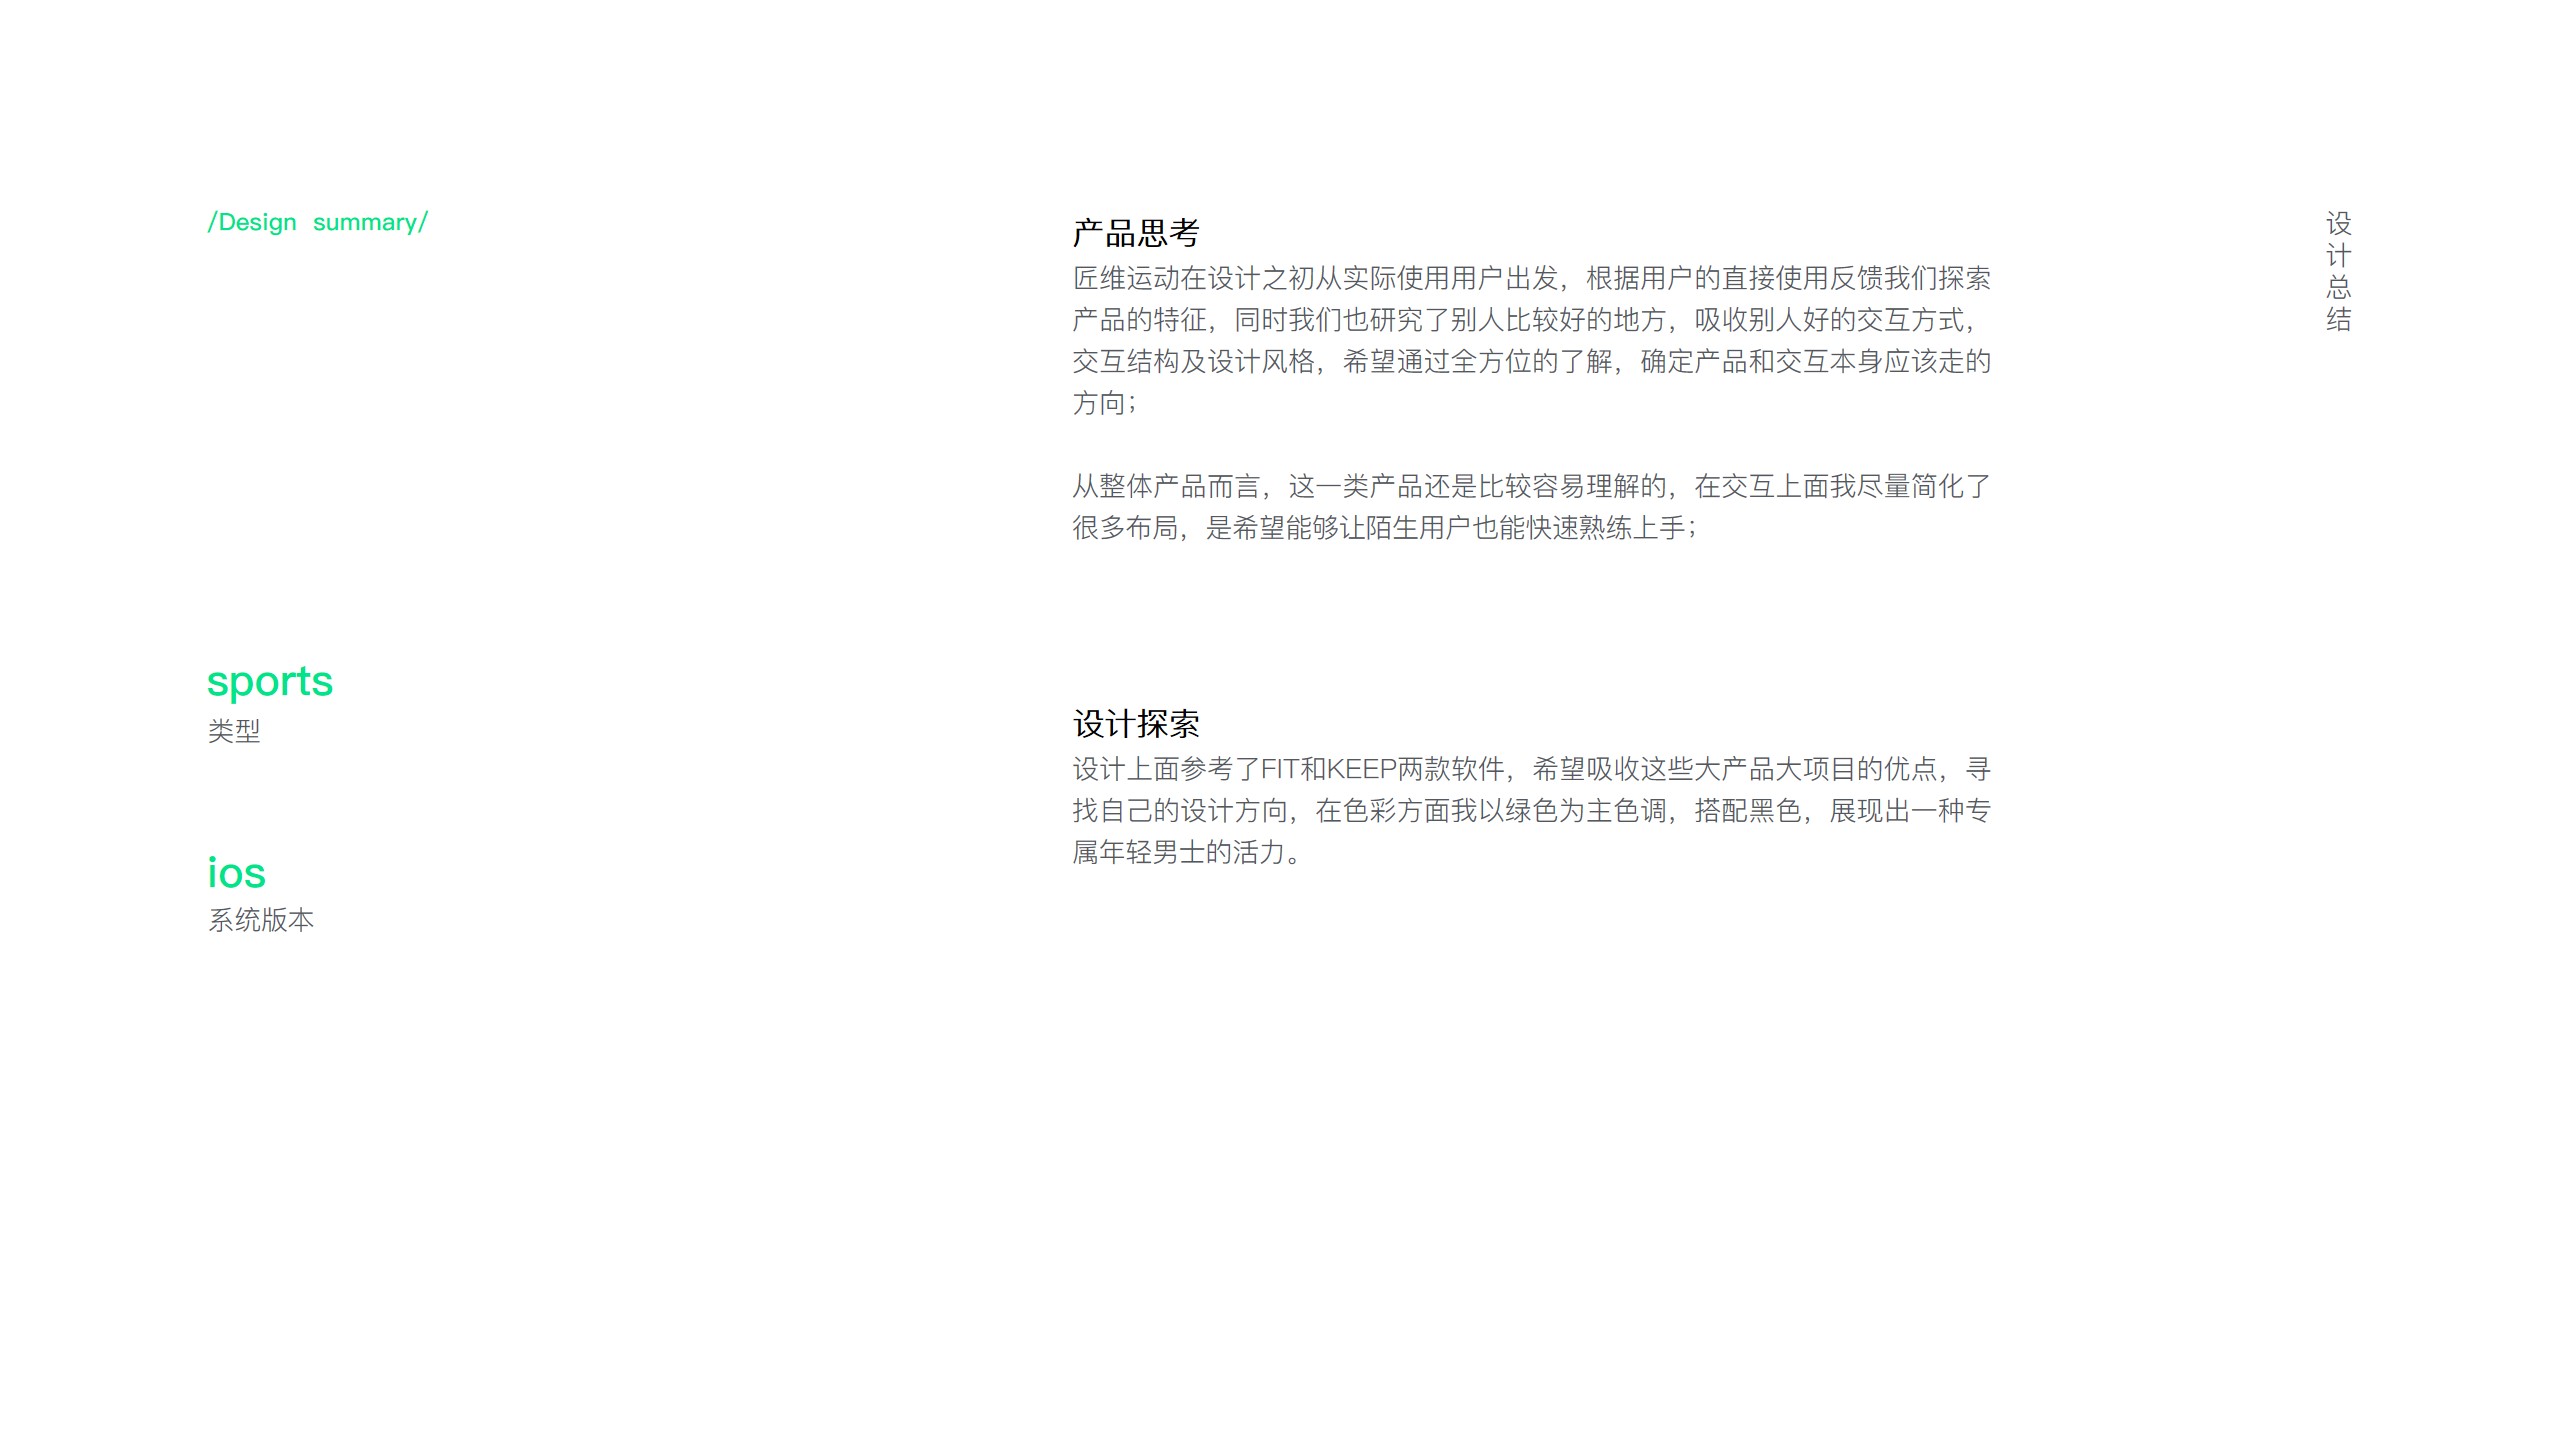 /Design summary/
产品思考
匠维运动在设计之初从实际使用用户出发，根据用户的直接使用反馈我们探索
产品的特征，同时我们也研究了别人比较好的地方，吸收别人好的交互方式，
交互结构及设计风格，希望通过全方位的了解，确定产品和交互本身应该走的
方向；
从整体产品而言，这一类产品还是比较容易理解的，在交互上面我尽量简化了
很多布局，是希望能够让陌生用户也能快速熟练上手；
sports
类型
ios
系统版本
设计探索
设计上面参考了FIT和KEEP两款软件，希望吸收这些大产品大项目的优点，寻
找自己的设计方向，在色彩方面我以绿色为主色调，搭配黑色，展现出一种专
属年轻男士的活力。
设计总结